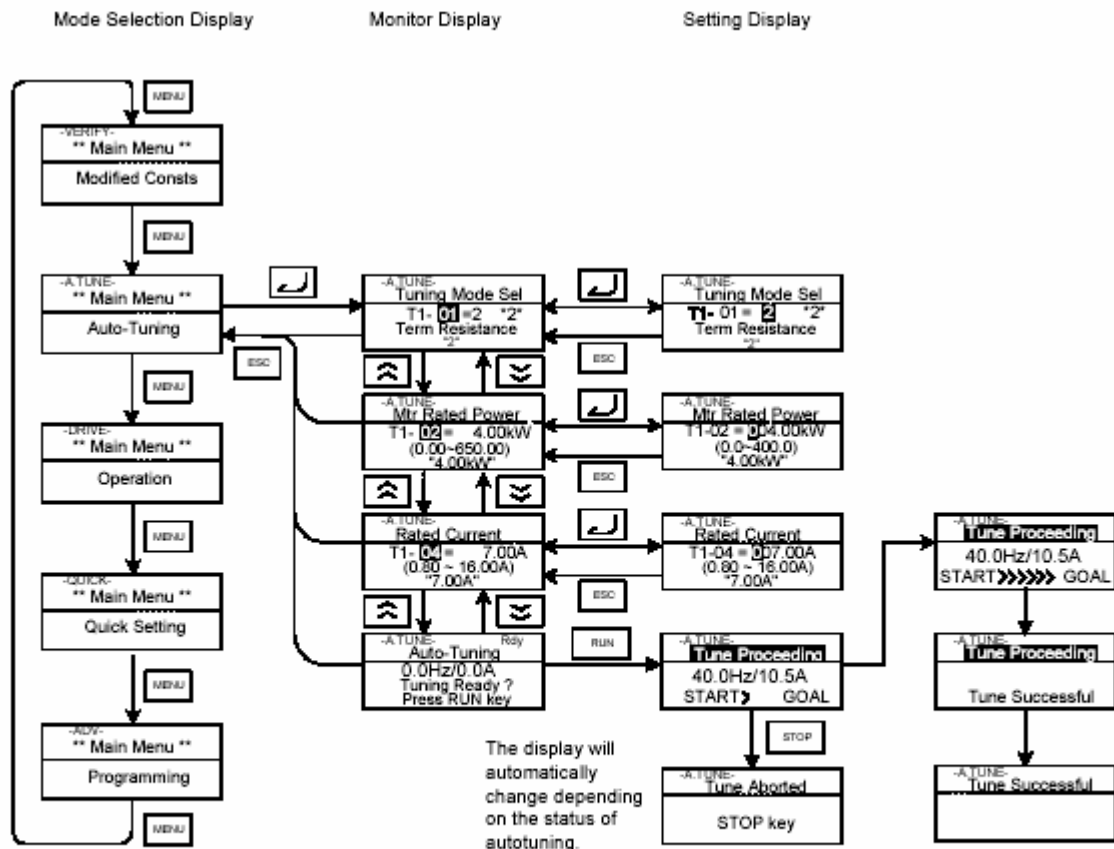 Mode Selection Display
Monitor Display
Setting Display
MENU
-VERIFY-
** Main Menu **
Modified Consts
MENU
-A.TUNE-
** Main Menu **
Auto-Tuning
MENU
-DRIVE-
** Main Menu **
Operation
MENU
-QUICK-
** Main Menu **
Quick Setting
MENU
-ADV-
** Main Menu **
Programming
MENU
ESC
-A.TUNE-
Tuning Mode Sel
T1- 01 =2 *2*
Term Resistance
"2"
-A.TUNE-
Mtr Rated Power
T1- 02 = 4.00kW
(0.00~650.00)
"4.00kW"
-A.TUNE-
Rated Current
T1- 04 = 7.00A
(0.80 ~ 16.00A)
"7.00A"
-A.TUNE- Rdy
Auto-Tuning
0.0Hz/0.0A
Tuning Ready ?
Press RUN key
ESC
ESC
ESC
RUN
-A.TUNE-
Tuning Mode Sel
T1- 01 = 2 *2*
Term Resistance
"2"
-A.TUNE-
Mtr Rated Power
T1-02 = 004.00kW
(0.0~400.0)
"4.00kW"
-A.TUNE-
Rated Current
T1-04 = 007.00A
(0.80 ~ 16.00A)
"7.00A"
-A.TUNE-
Tune Proceeding
40.0Hz/10.5A
START> GOAL
STOP
-A.TUNE-
Tune Aborted
STOP key
-A.TUNE-
Tune Proceeding
40.0Hz/10.5A
START>>>>>> GOAL
-A.TUNE-
Tune Proceeding
Tune Successful
-A.TUNE-
Tune Successful
The display will
automatically
change depending
on the status of
autotuning.